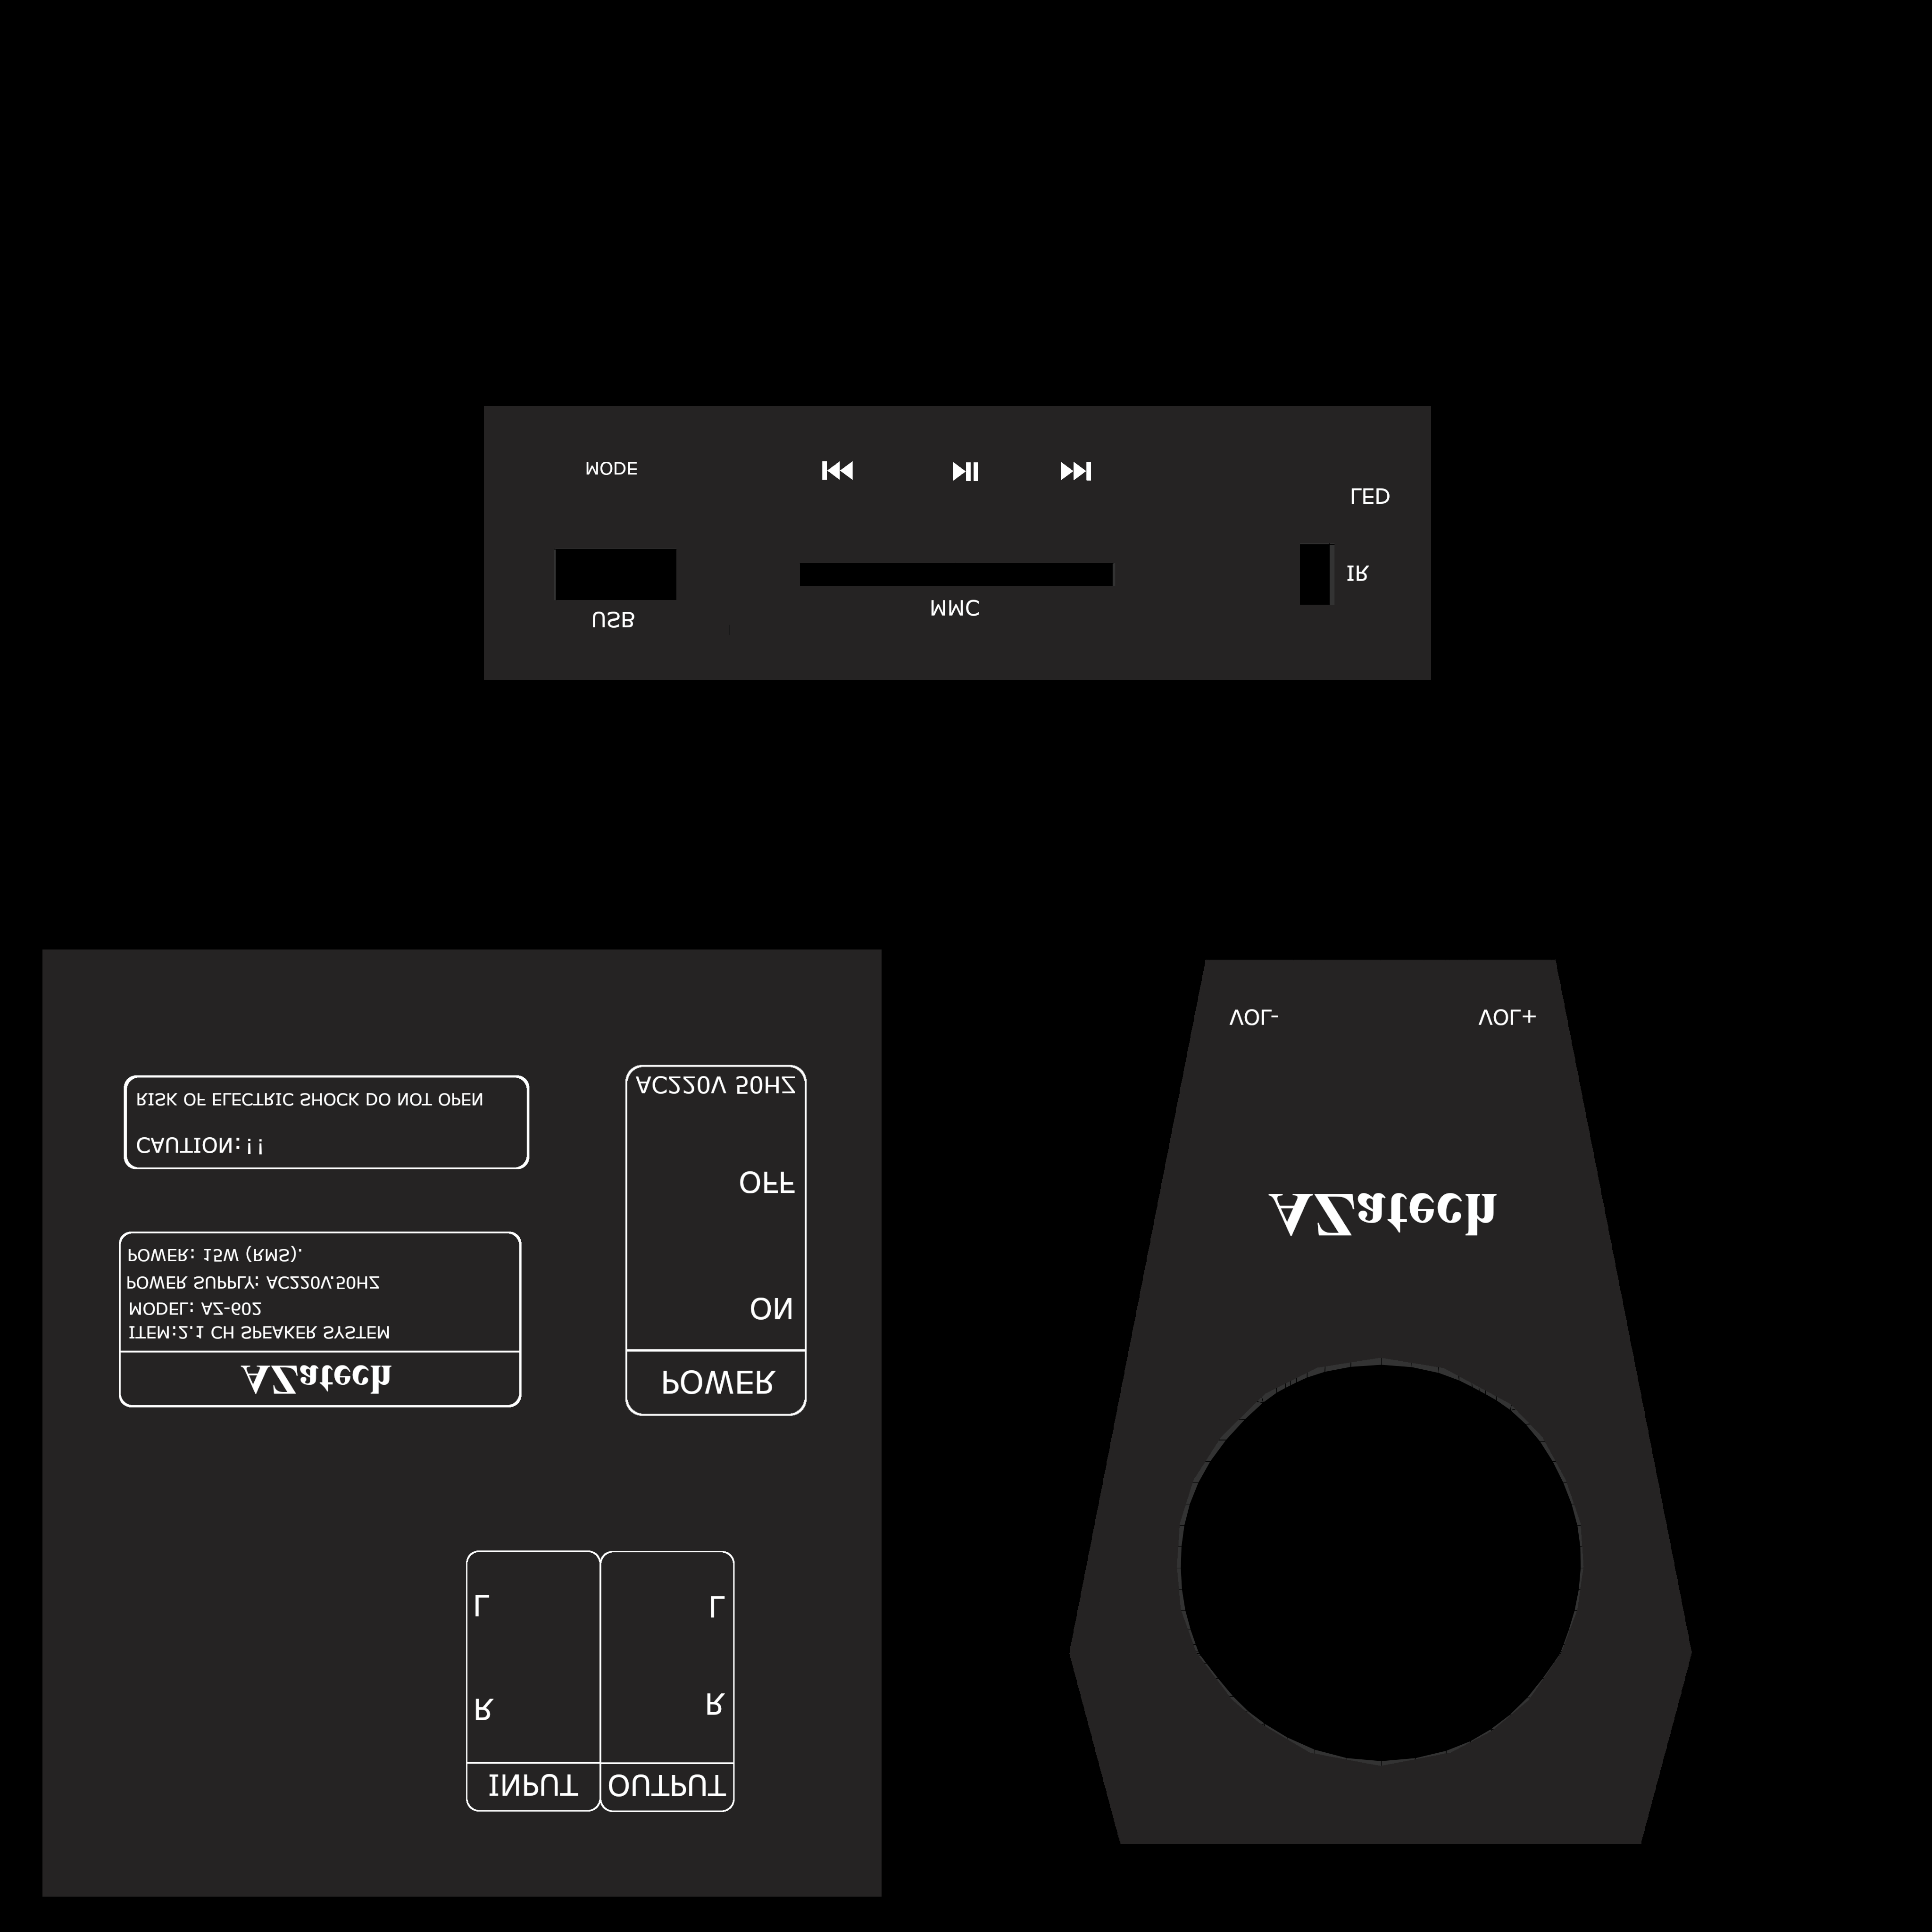 INPUT
R
L
OUTPUT
R
L
AZatech
ITEM:2.1 CH SPEAKER SYSTEM
MODEL: AZ-602
POWER SUPPLY: AC220V.50HZ
POWER: 15W (RMS).
POWER
ON
OFF
AC220V 50HZ
CAUTION:!!
RISK OF ELECTRIC SHOCK DO NOT OPEN
AZatech
VOL- VOL+
USB
MMC
IR
LED
MODE